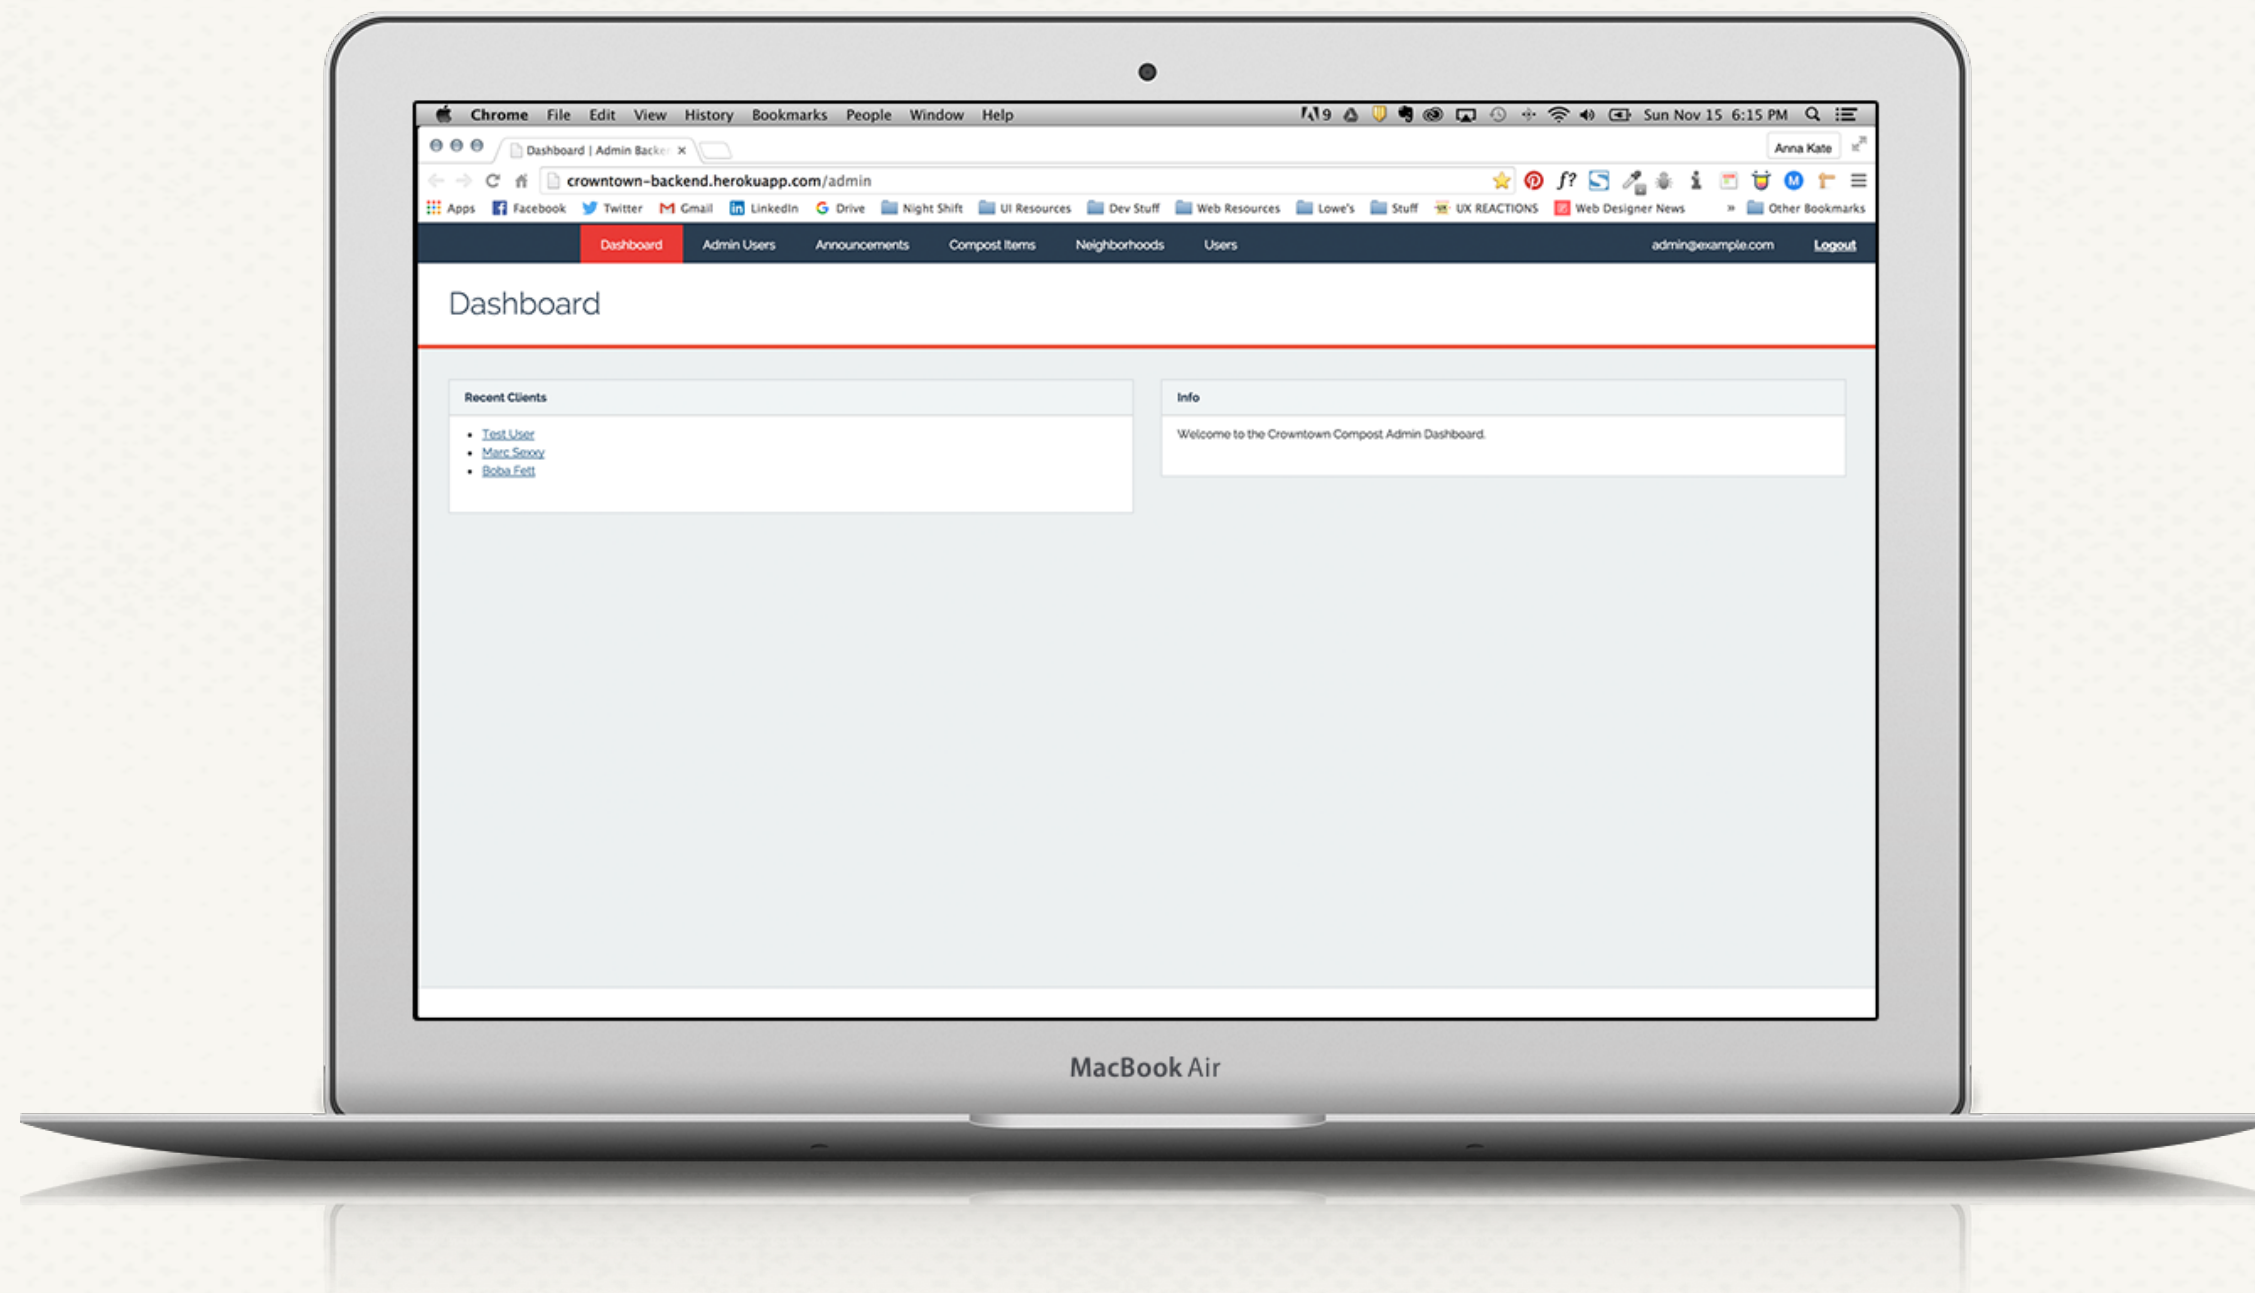 Chrome File Edit View History Bookmarks People Window Help 9 Sun Nov 15 6:15 PM
Dashboard | Admin Backen Anna Kate
crowntown-backend.herokuapp.com/admin f?
Apps Facebook Twitter Gmail LinkedIn Drive Night Shift UI Resources Dev Stuff Web Resources Lowe's Stuff UX REACTIONS Web Designer News » Other Bookmarks
Dashboard Admin Users Announcements Compost Items Neighborhoods Users admin@example.com Logout
Dashboard
Recent Clients
Test User
Marc Sexxy
Boba Fett
Info
Welcome to the Crowntown Compost Admin Dashboard.
MacBook Air